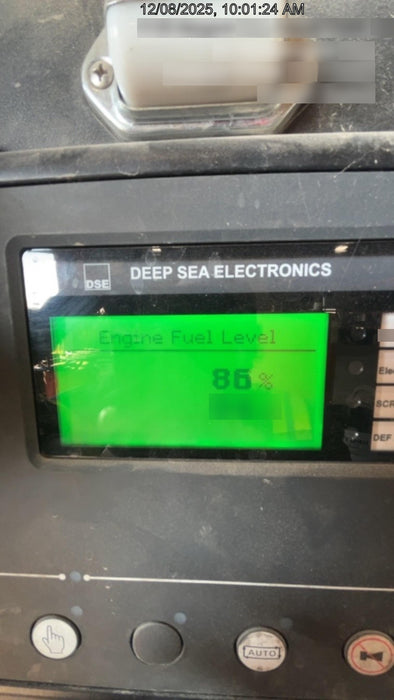 12/08/2025, 10:01:24 AM
DSE
DEEP SEA ELECTRONICS
Engine Fuel Level
86 %
SCR
DEF
AUTO